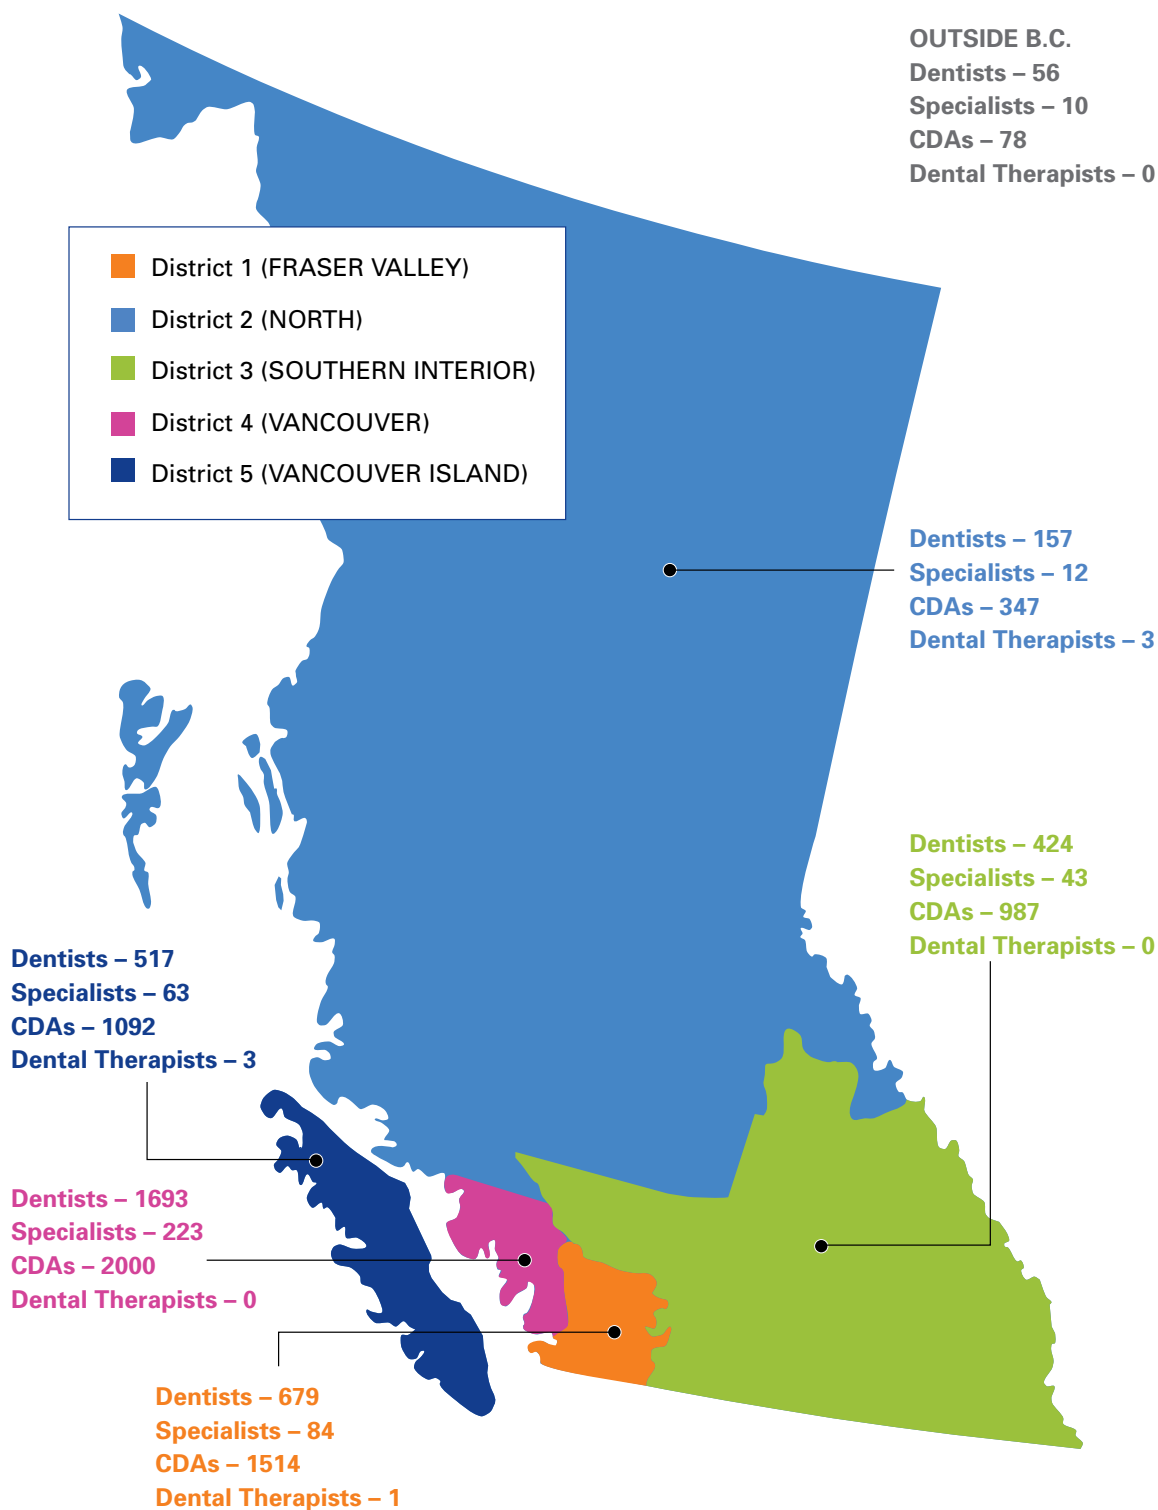 OUTSIDE B.C.
Dentists – 56
Specialists – 10
CDAs – 78
Dental Therapists – 0
District 1 (FRASER VALLEY)
District 2 (NORTH)
District 3 (SOUTHERN INTERIOR)
District 4 (VANCOUVER)
District 5 (VANCOUVER ISLAND)
Dentists – 157
Specialists – 12
CDAs – 347
Dental Therapists – 3
Dentists – 424
Specialists – 43
CDAs – 987
Dental Therapists – 0
Dentists – 517
Specialists – 63
CDAs – 1092
Dental Therapists – 3
Dentists – 1693
Specialists – 223
CDAs – 2000
Dental Therapists – 0
Dentists – 679
Specialists – 84
CDAs – 1514
Dental Therapists – 1